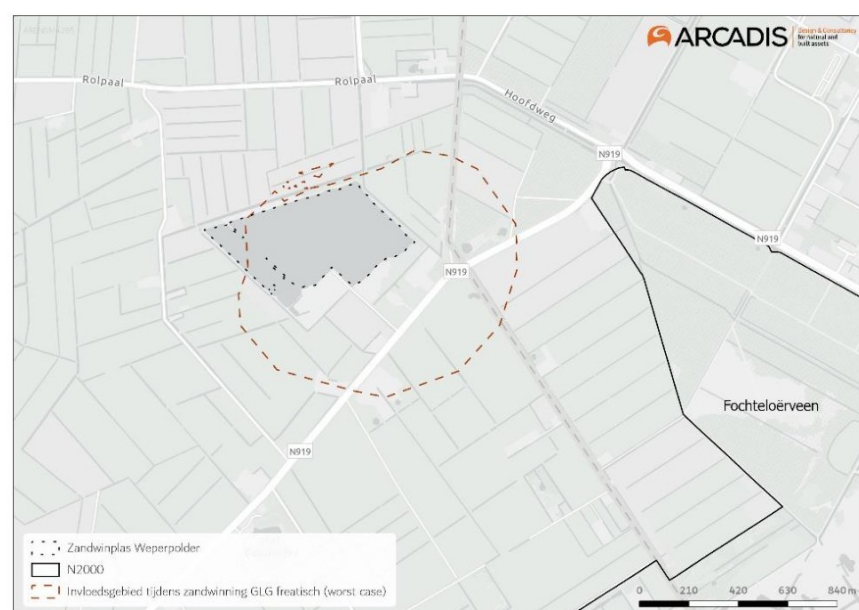 ARCADIS
Design & Consultancy
for natural and
built assets
Rolpaal
Rolpaal
Hoofdweg
N919
N919
N919
Fochteloërveen
N919
Zandwinplas Weperpolder
N2000
Invloedsgebied tijdens zandwinning GLG freatisch (worst case)
0 210 420 630 840 m